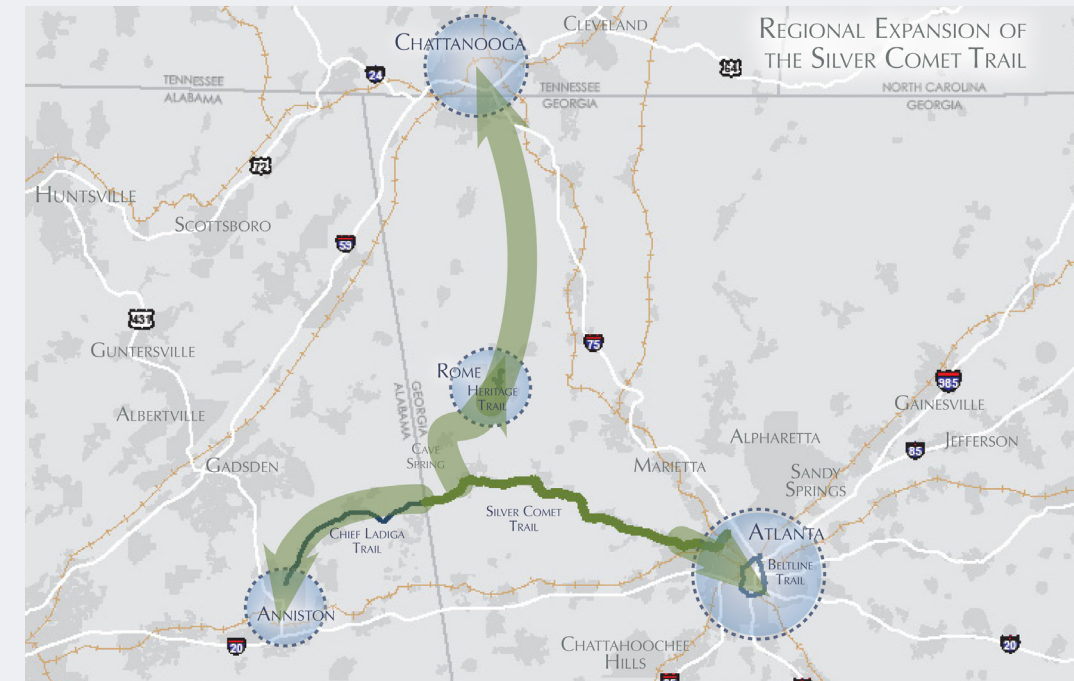 REGIONAL EXPANSION OF
THE SILVER COMET TRAIL
CLEVELAND
CHATTANOOGA
24
64
TENNESSEE
ALABAMA
TENNESSEE
GEORGIA
NORTH CAROLINA
GEORGIA
72
HUNTSVILLE
SCOTTSBORO
59
431
GUNTERSVILLE
75
ROME
HERITAGE
TRAIL
985
GEORGIA
ALABAMA
GAINESVILLE
ALBERTVILLE
ALPHARETTA
JEFFERSON
85
CAVE
SPRING
GADSDEN
MARIETTA
SANDY
SPRINGS
SILVER COMET
TRAIL
CHIEF LADIGA
TRAIL
ATLANTA
BELTLINE
TRAIL
ANNISTON
20
CHATTAHOOCHEE
HILLS
20